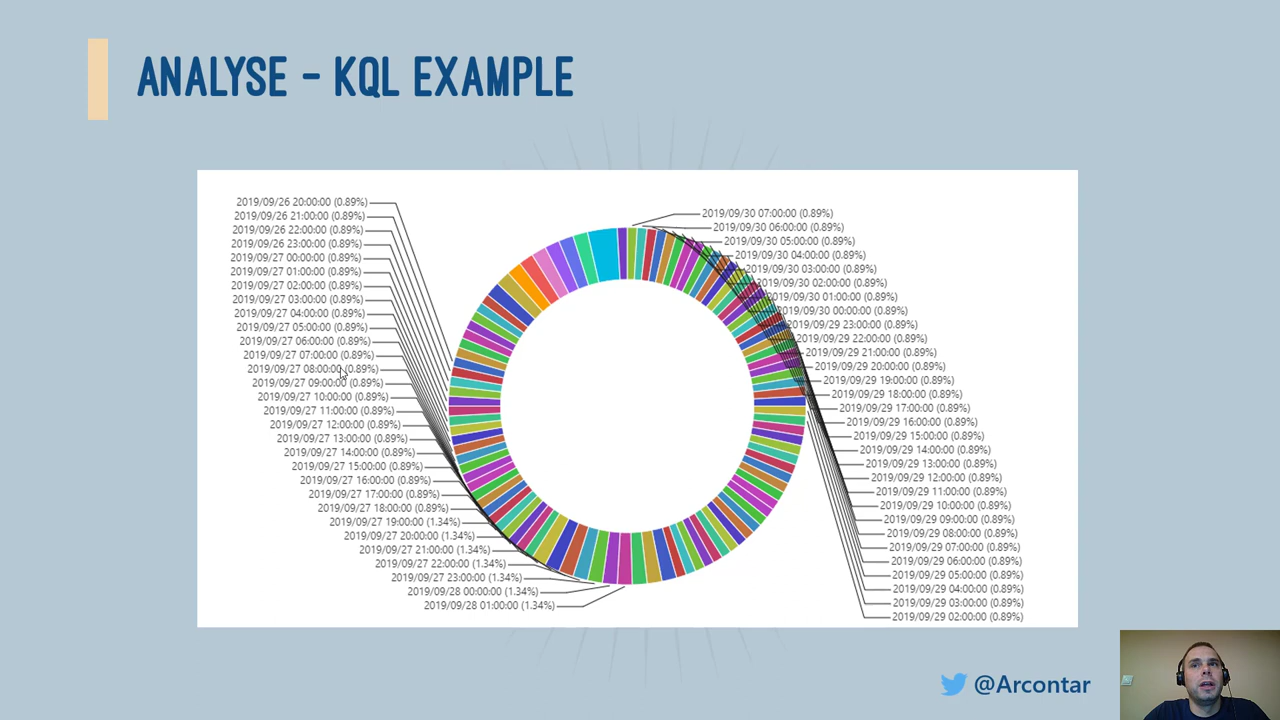 ANALYSE - KQL EXAMPLE
2019/09/26 20:00:00 (0.89%)
2019/09/26 21:00:00 (0.89%)
2019/09/26 22:00:00 (0.89%)
2019/09/26 23:00:00 (0.89%)
2019/09/27 00:00:00 (0.89%)
2019/09/27 01:00:00 (0.89%)
2019/09/27 02:00:00 (0.89%)
2019/09/27 03:00:00 (0.89%)
2019/09/27 04:00:00 (0.89%)
2019/09/27 05:00:00 (0.89%)
2019/09/27 06:00:00 (0.89%)
2019/09/27 07:00:00 (0.89%)
2019/09/27 08:00:00 (0.89%)
2019/09/27 09:00:00 (0.89%)
2019/09/27 10:00:00 (0.89%)
2019/09/27 11:00:00 (0.89%)
2019/09/27 12:00:00 (0.89%)
2019/09/27 13:00:00 (0.89%)
2019/09/27 14:00:00 (0.89%)
2019/09/27 15:00:00 (0.89%)
2019/09/27 16:00:00 (0.89%)
2019/09/27 17:00:00 (0.89%)
2019/09/27 18:00:00 (0.89%)
2019/09/27 19:00:00 (1.34%)
2019/09/27 20:00:00 (1.34%)
2019/09/27 21:00:00 (1.34%)
2019/09/27 22:00:00 (1.34%)
2019/09/27 23:00:00 (1.34%)
2019/09/28 00:00:00 (1.34%)
2019/09/28 01:00:00 (1.34%)
2019/09/30 07:00:00 (0.89%)
2019/09/30 06:00:00 (0.89%)
2019/09/30 05:00:00 (0.89%)
2019/09/30 04:00:00 (0.89%)
2019/09/30 03:00:00 (0.89%)
2019/09/30 02:00:00 (0.89%)
2019/09/30 01:00:00 (0.89%)
2019/09/30 00:00:00 (0.89%)
2019/09/29 23:00:00 (0.89%)
2019/09/29 22:00:00 (0.89%)
2019/09/29 21:00:00 (0.89%)
2019/09/29 20:00:00 (0.89%)
2019/09/29 19:00:00 (0.89%)
2019/09/29 18:00:00 (0.89%)
2019/09/29 17:00:00 (0.89%)
2019/09/29 16:00:00 (0.89%)
2019/09/29 15:00:00 (0.89%)
2019/09/29 14:00:00 (0.89%)
2019/09/29 13:00:00 (0.89%)
2019/09/29 12:00:00 (0.89%)
2019/09/29 11:00:00 (0.89%)
2019/09/29 10:00:00 (0.89%)
2019/09/29 09:00:00 (0.89%)
2019/09/29 08:00:00 (0.89%)
2019/09/29 07:00:00 (0.89%)
2019/09/29 06:00:00 (0.89%)
2019/09/29 05:00:00 (0.89%)
2019/09/29 04:00:00 (0.89%)
2019/09/29 03:00:00 (0.89%)
2019/09/29 02:00:00 (0.89%)
@Arcontar